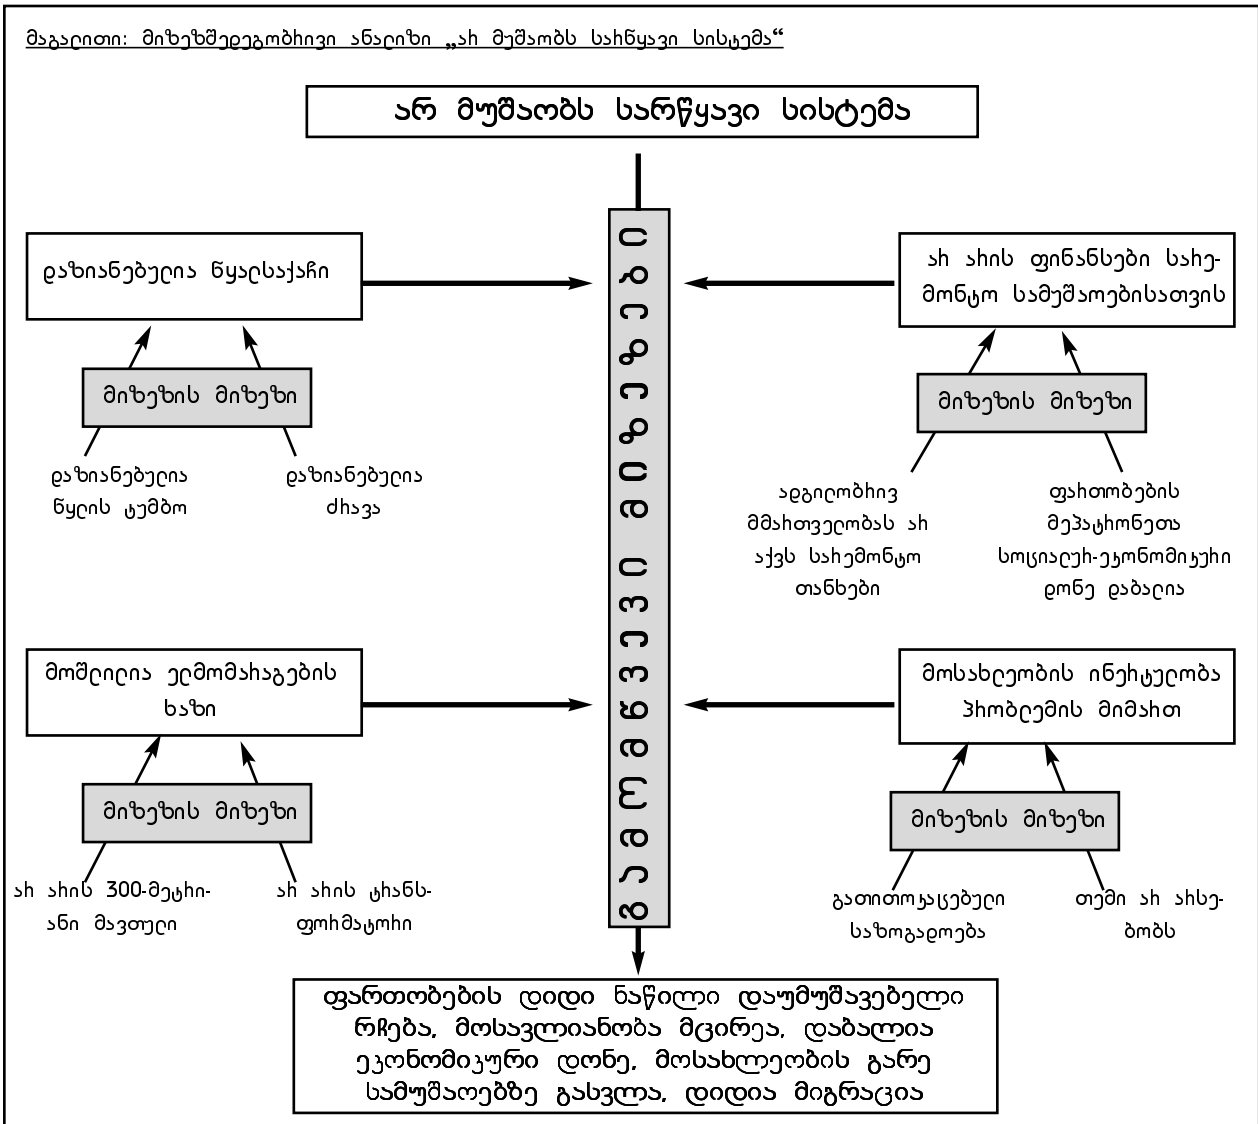 მაგალითი: მიზეზშედეგობრივი ანალიზი „არ მუშაობს სარწყავი სისტემა“
არ მუშაობს სარწყავი სისტემა
დაზიანებულია წყალსაქაჩი
მიზეზის მიზეზი
დაზიანებულია
წყლის ტუმბო
დაზიანებულია
ძრავა
არ არის ფინანსები სარე-
მონტო სამუშაოებისათვის
მიზეზის მიზეზი
ადგილობრივ
მმართველობას არ
აქვს სარემონტო
თანხები
ფართობების
მეპატრონეთა
სოციალურ-ეკონომიკური
დონე დაბალია
გამომწვევი მიზეზები
მოშლილია ელმომარაგების
ხაზი
მიზეზის მიზეზი
არ არის 300-მეტრი-
ანი მავთული
არ არის ტრანს-
ფორმატორი
მოსახლეობის ინერტულობა
პრობლემის მიმართ
მიზეზის მიზეზი
გათითოკაცებული
საზოგადოება
თემი არ არსე-
ბობს
ფართობების დიდი ნაწილი დაუმუშავებელი
რჩება, მოსავლიანობა მცირეა, დაბალია
ეკონომიკური დონე, მოსახლეობის გარე
სამუშაოებზე გასვლა, დიდია მიგრაცია